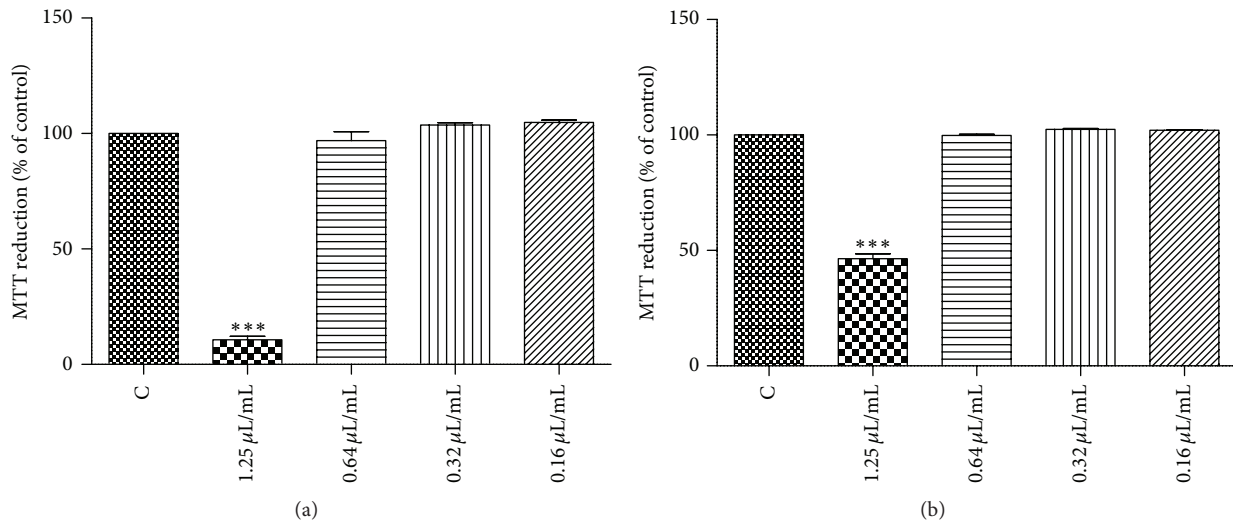 MTT reduction (% of control)
150
100
50
0
***
C
1.25 µL/mL
0.64 µL/mL
0.32 µL/mL
0.16 µL/mL
(a)
MTT reduction (% of control)
150
100
50
0
***
C
1.25 µL/mL
0.64 µL/mL
0.32 µL/mL
0.16 µL/mL
(b)